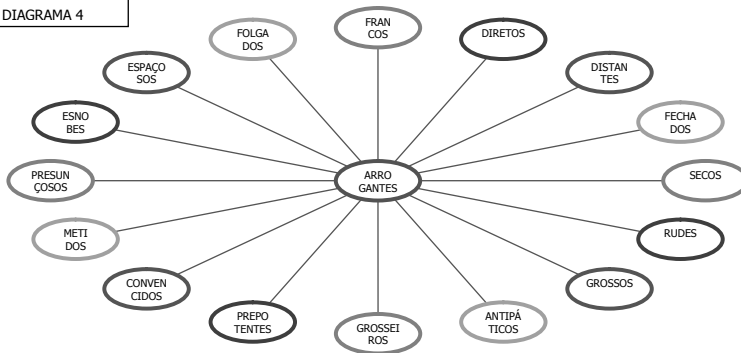 DIAGRAMA 4
FRAN
COS
FOLGA
DOS
DIRETOS
ESPAÇO
SOS
DISTAN
TES
ESNO
BES
FECHA
DOS
PRESUN
ÇOSOS
ARRO
GANTES
SECOS
METI
DOS
RUDES
CONVEN
CIDOS
GROSSOS
PREPO
TENTES
GROSSEI
ROS
ANTIPÁ
TICOS